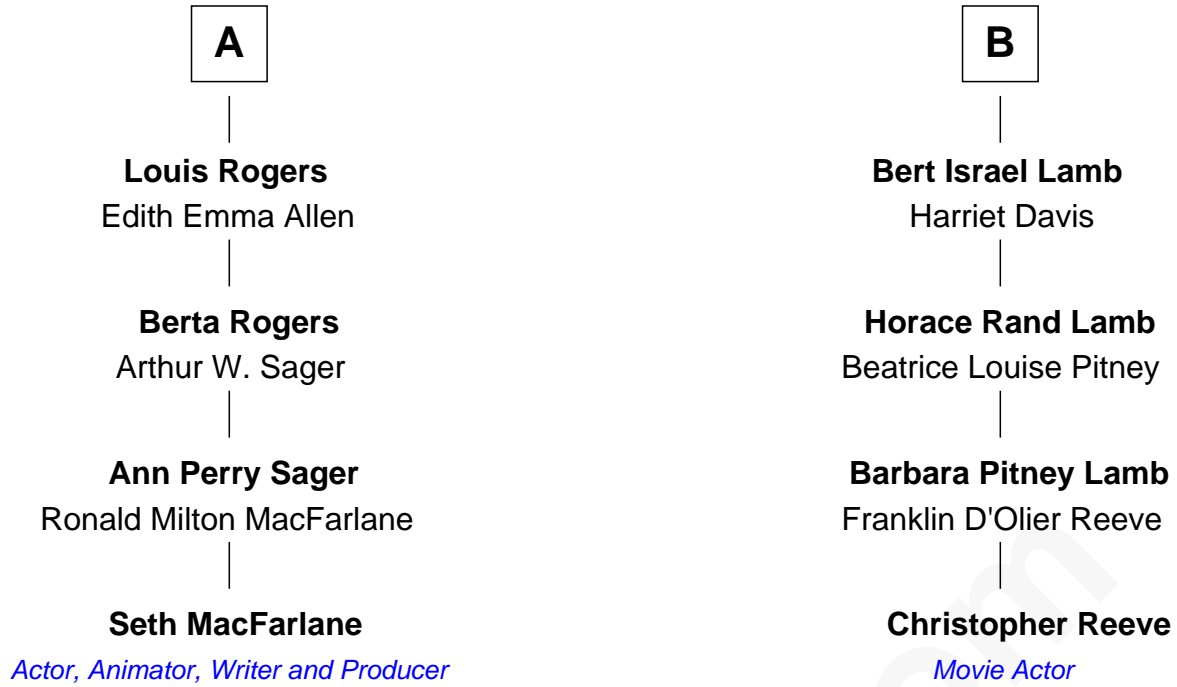 A
Louis Rogers
Edith Emma Allen
Berta Rogers
Arthur W. Sager
Ann Perry Sager
Ronald Milton MacFarlane
Seth MacFarlane
Actor, Animator, Writer and Producer
B
Bert Israel Lamb
Harriet Davis
Horace Rand Lamb
Beatrice Louise Pitney
Barbara Pitney Lamb
Franklin D'Olier Reeve
Christopher Reeve
Movie Actor